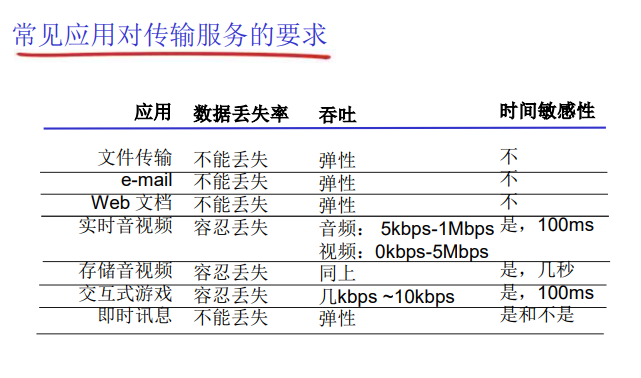 常见应用对传输服务的要求
应用 数据丢失率 吞吐 时间敏感性
文件传输 不能丢失 弹性 不
e-mail 不能丢失 弹性 不
Web 文档 不能丢失 弹性 不
实时音视频 容忍丢失 音频: 5kbps-1Mbps 是，100ms
视频:0kbps-5Mbps
存储音视频 容忍丢失 同上 是，几秒
交互式游戏 容忍丢失 几kbps ~10kbps 是，100ms
即时讯息 不能丢失 弹性 是和不是